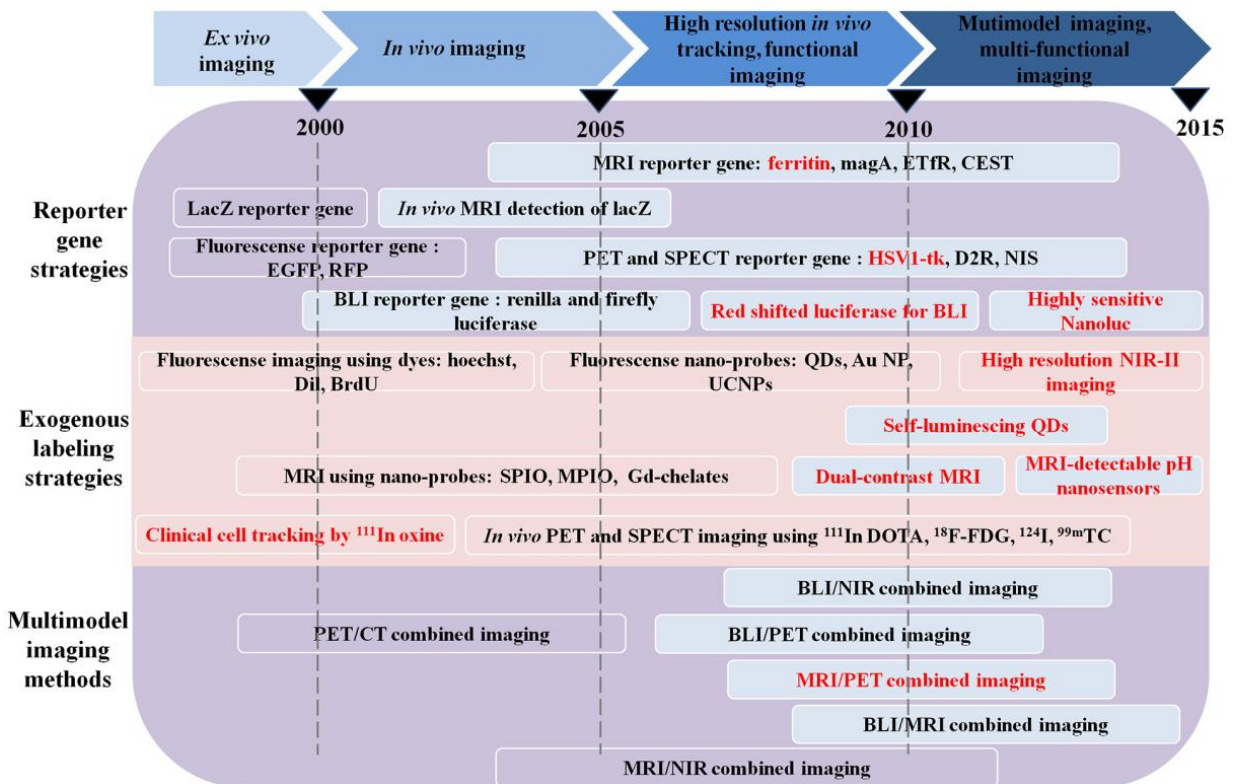 Ex vivo
imaging
In vivo imaging
High resolution in vivo
tracking, functional
imaging
Mutimodel imaging,
multi-functional
imaging
2000
2005
2010
2015
Reporter
gene
strategies
MRI reporter gene: ferritin, magA, ETfR, CEST
LacZ reporter gene
In vivo MRI detection of lacZ
Fluorescense reporter gene :
EGFP, RFP
PET and SPECT reporter gene : HSV1-tk, D2R, NIS
BLI reporter gene : renilla and firefly
luciferase
Red shifted luciferase for BLI
Highly sensitive
Nanoluc
Exogenous
labeling
strategies
Fluorescense imaging using dyes: hoechst,
Dil, BrdU
Fluorescense nano-probes: QDs, Au NP,
UCNPs
High resolution NIR-II
imaging
Self-luminescing QDs
MRI using nano-probes: SPIO, MPIO, Gd-chelates
Dual-contrast MRI
MRI-detectable pH
nanosensors
Clinical cell tracking by ¹¹¹In oxine
In vivo PET and SPECT imaging using ¹¹¹In DOTA, ¹⁸F-FDG, ¹²⁴I, ⁹⁹ᵐTC
Multimodel
imaging
methods
BLI/NIR combined imaging
PET/CT combined imaging
BLI/PET combined imaging
MRI/PET combined imaging
BLI/MRI combined imaging
MRI/NIR combined imaging